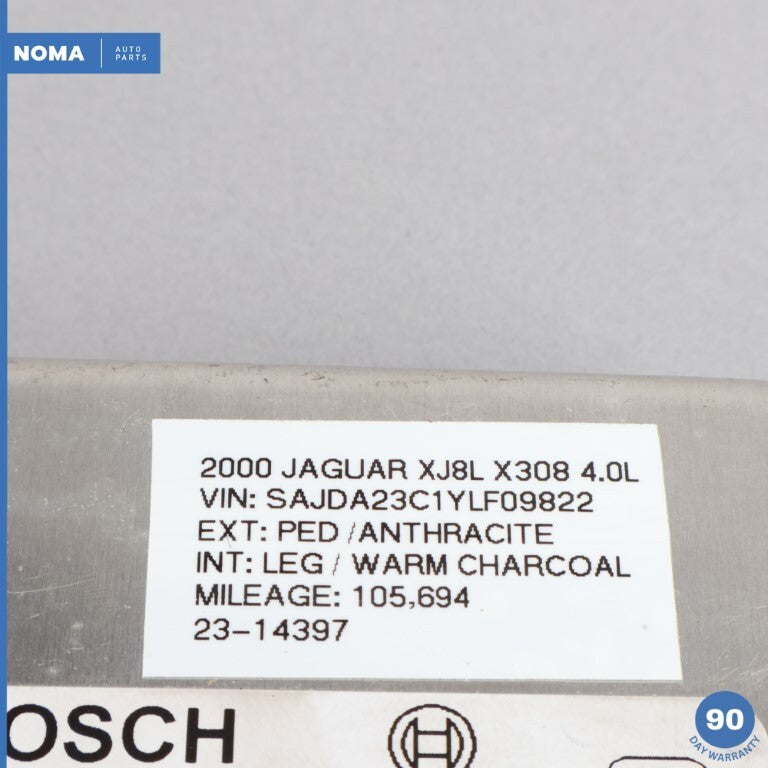 NOMA
AUTO
PARTS
2000 JAGUAR XJ8L X308 4.0L
VIN: SAJDA23C1YLF09822
EXT: PED /ANTHRACITE
INT: LEG / WARM CHARCOAL
MILEAGE: 105,694
23-14397
OSCH
90
DAY WARRANTY